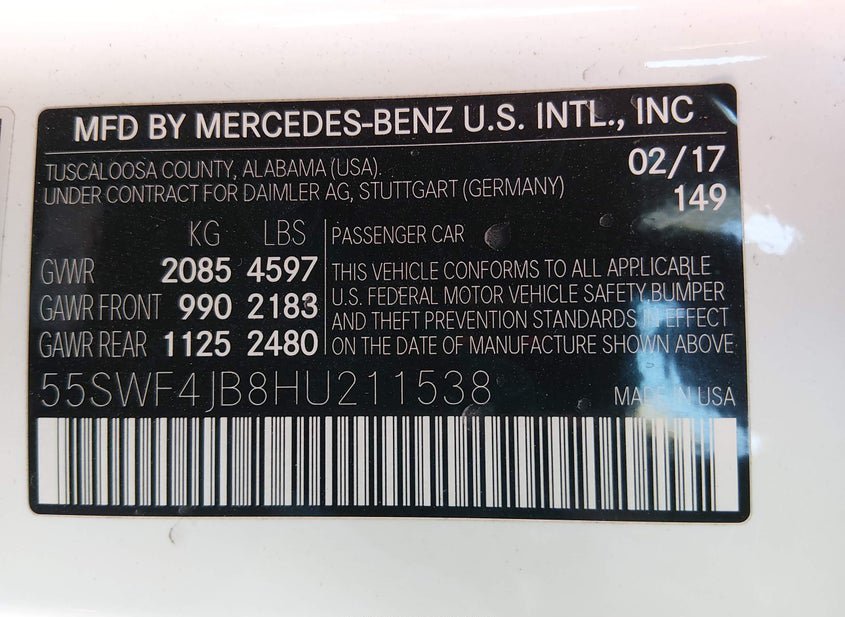 MFD BY MERCEDES-BENZ U.S. INTL., INC
TUSCALOOSA COUNTY, ALABAMA (USA). 02/17
UNDER CONTRACT FOR DAIMLER AG, STUTTGART (GERMANY) 149
KG LBS PASSENGER CAR
GVWR 2085 4597 THIS VEHICLE CONFORMS TO ALL APPLICABLE
GAWR FRONT 990 2183 U.S. FEDERAL MOTOR VEHICLE SAFETY, BUMPER
AND THEFT PREVENTION STANDARDS IN EFFECT
GAWR REAR 1125 2480 ON THE DATE OF MANUFACTURE SHOWN ABOVE
55SWF4JB8HU211538 MADE IN USA